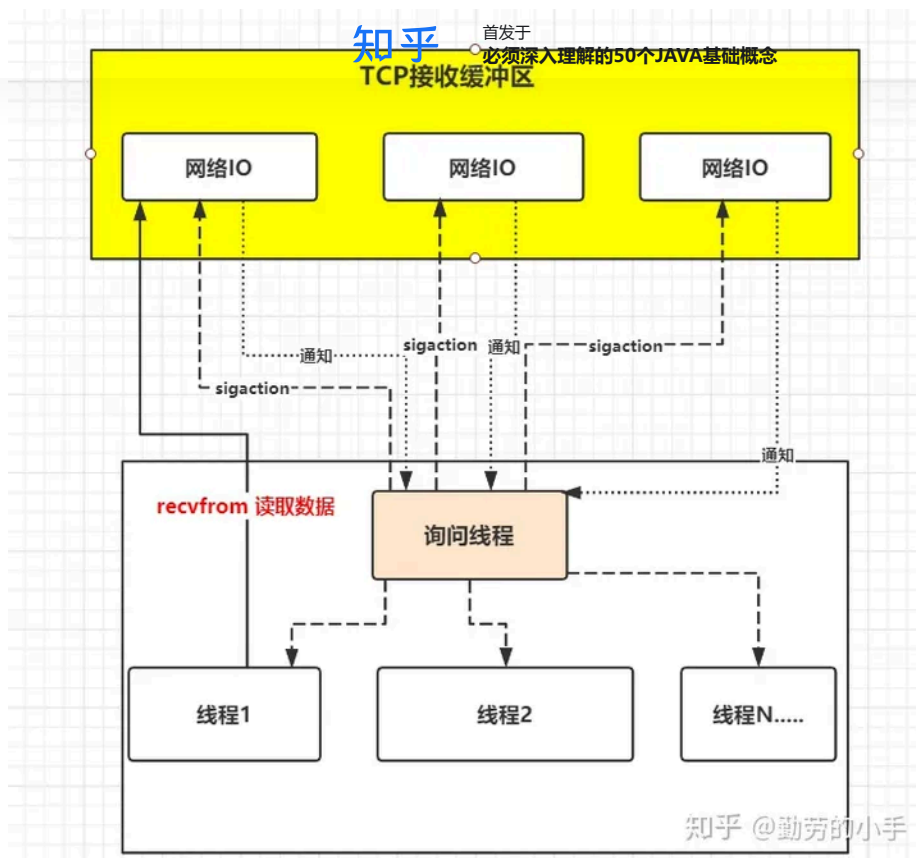 知乎
首发于
必须深入理解的50个JAVA基础概念
TCP接收缓冲区
网络IO
网络IO
网络IO
sigaction
通知
sigaction
通知
sigaction
通知
recvfrom 读取数据
询问线程
线程1
线程2
线程N.....
知乎 @勤劳的小手